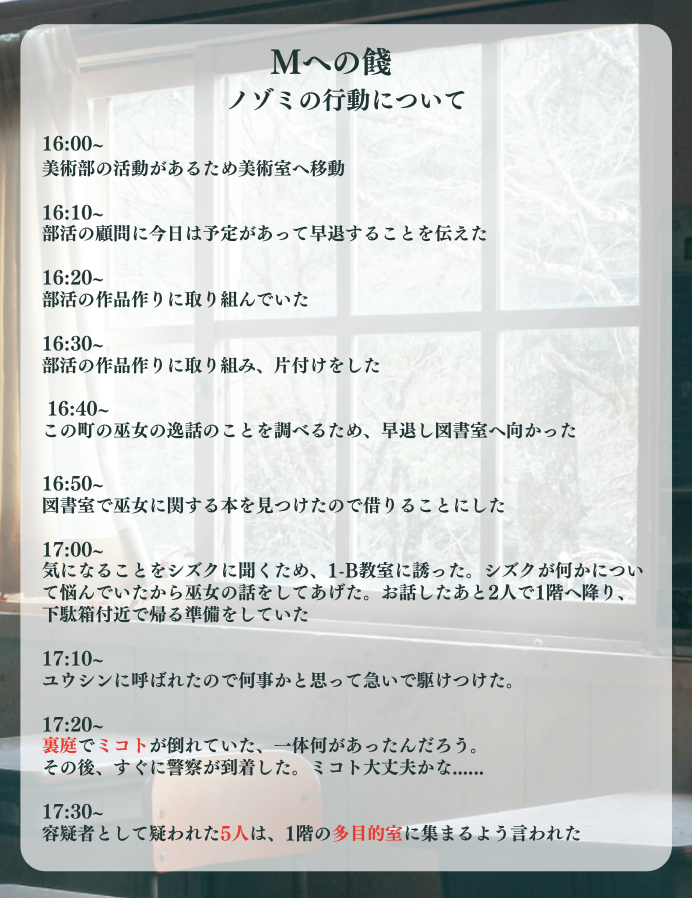 Mへの餞
ノゾミの行動について
16:00~
美術部の活動があるため美術室へ移動
16:10~
部活の顧問に今日は予定があって早退することを伝えた
16:20~
部活の作品作りに取り組んでいた
16:30~
部活の作品作りに取り組み、片付けをした
16:40~
この町の巫女の逸話のことを調べるため、早退し図書室へ向かった
16:50~
図書室で巫女に関する本を見つけたので借りることにした
17:00~
気になることをシズクに聞くため、1-B教室に誘った。シズクが何かについ
て悩んでいたから巫女の話をしてあげた。お話したあと2人で1階へ降り、
下駄箱付近で帰る準備をしていた
17:10~
ユウシンに呼ばれたので何事かと思って急いで駆けつけた。
17:20~
裏庭でミコトが倒れていた、一体何があったんだろう。
その後、すぐに警察が到着した。ミコト大丈夫かな......
17:30~
容疑者として疑われた5人は、1階の多目的室に集まるよう言われた